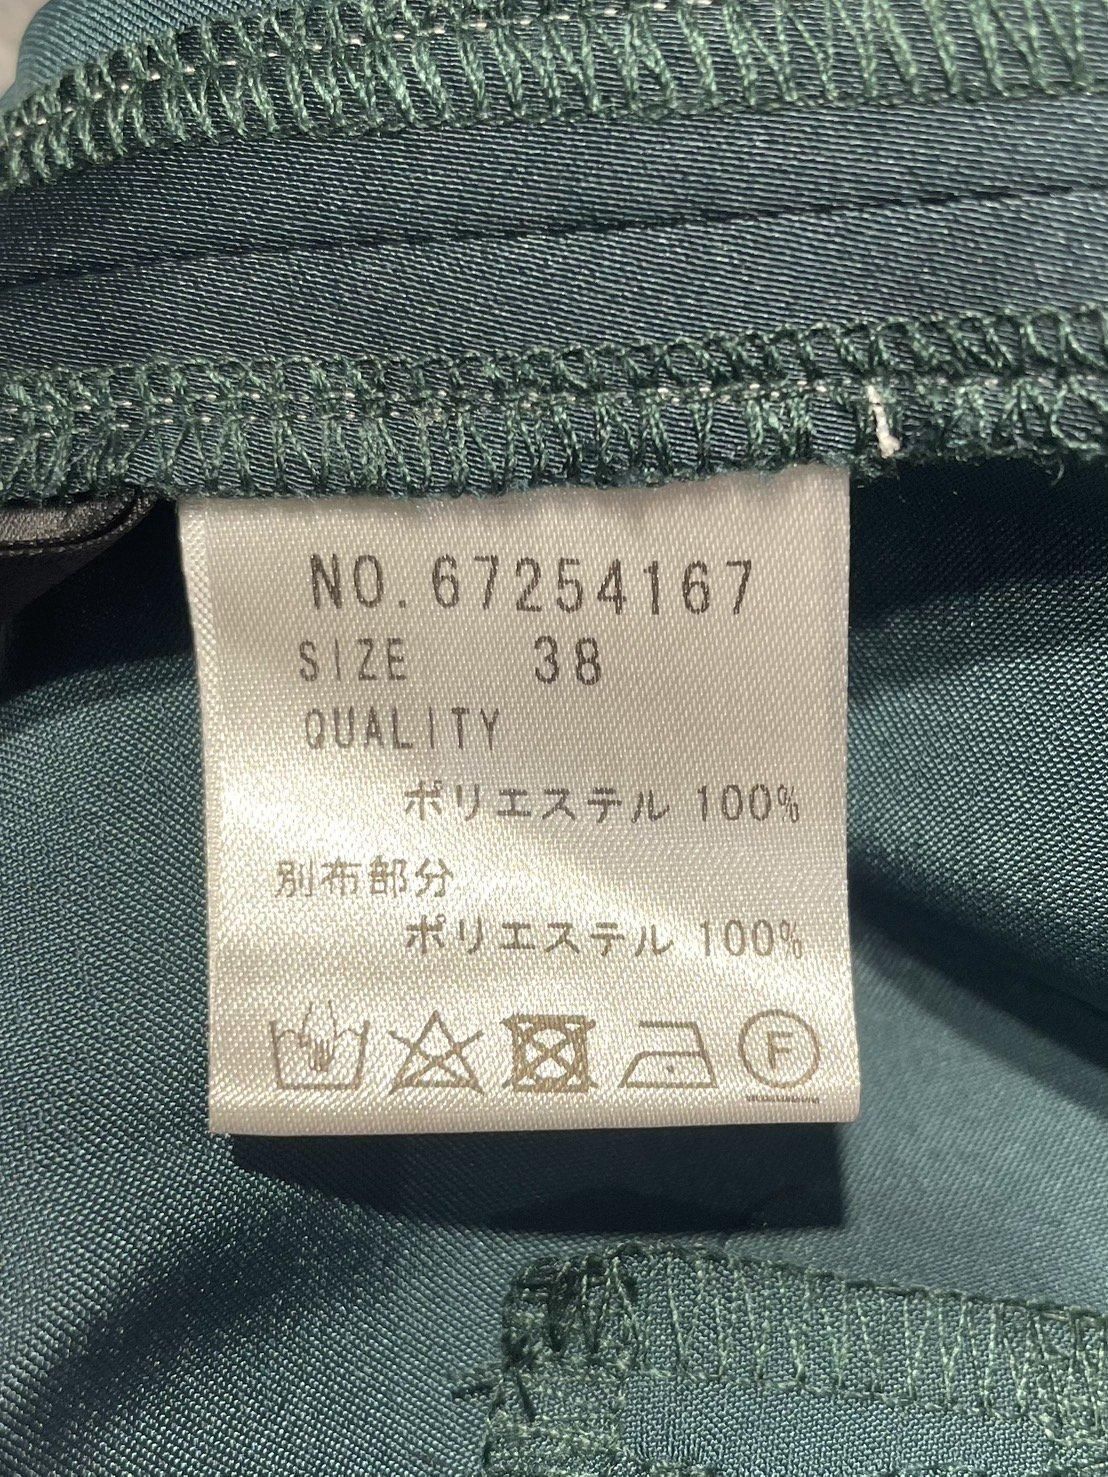 NO. 67254167
SIZE 38
QUALITY
ポリエステル 100%
別布部分
ポリエステル 100%
F